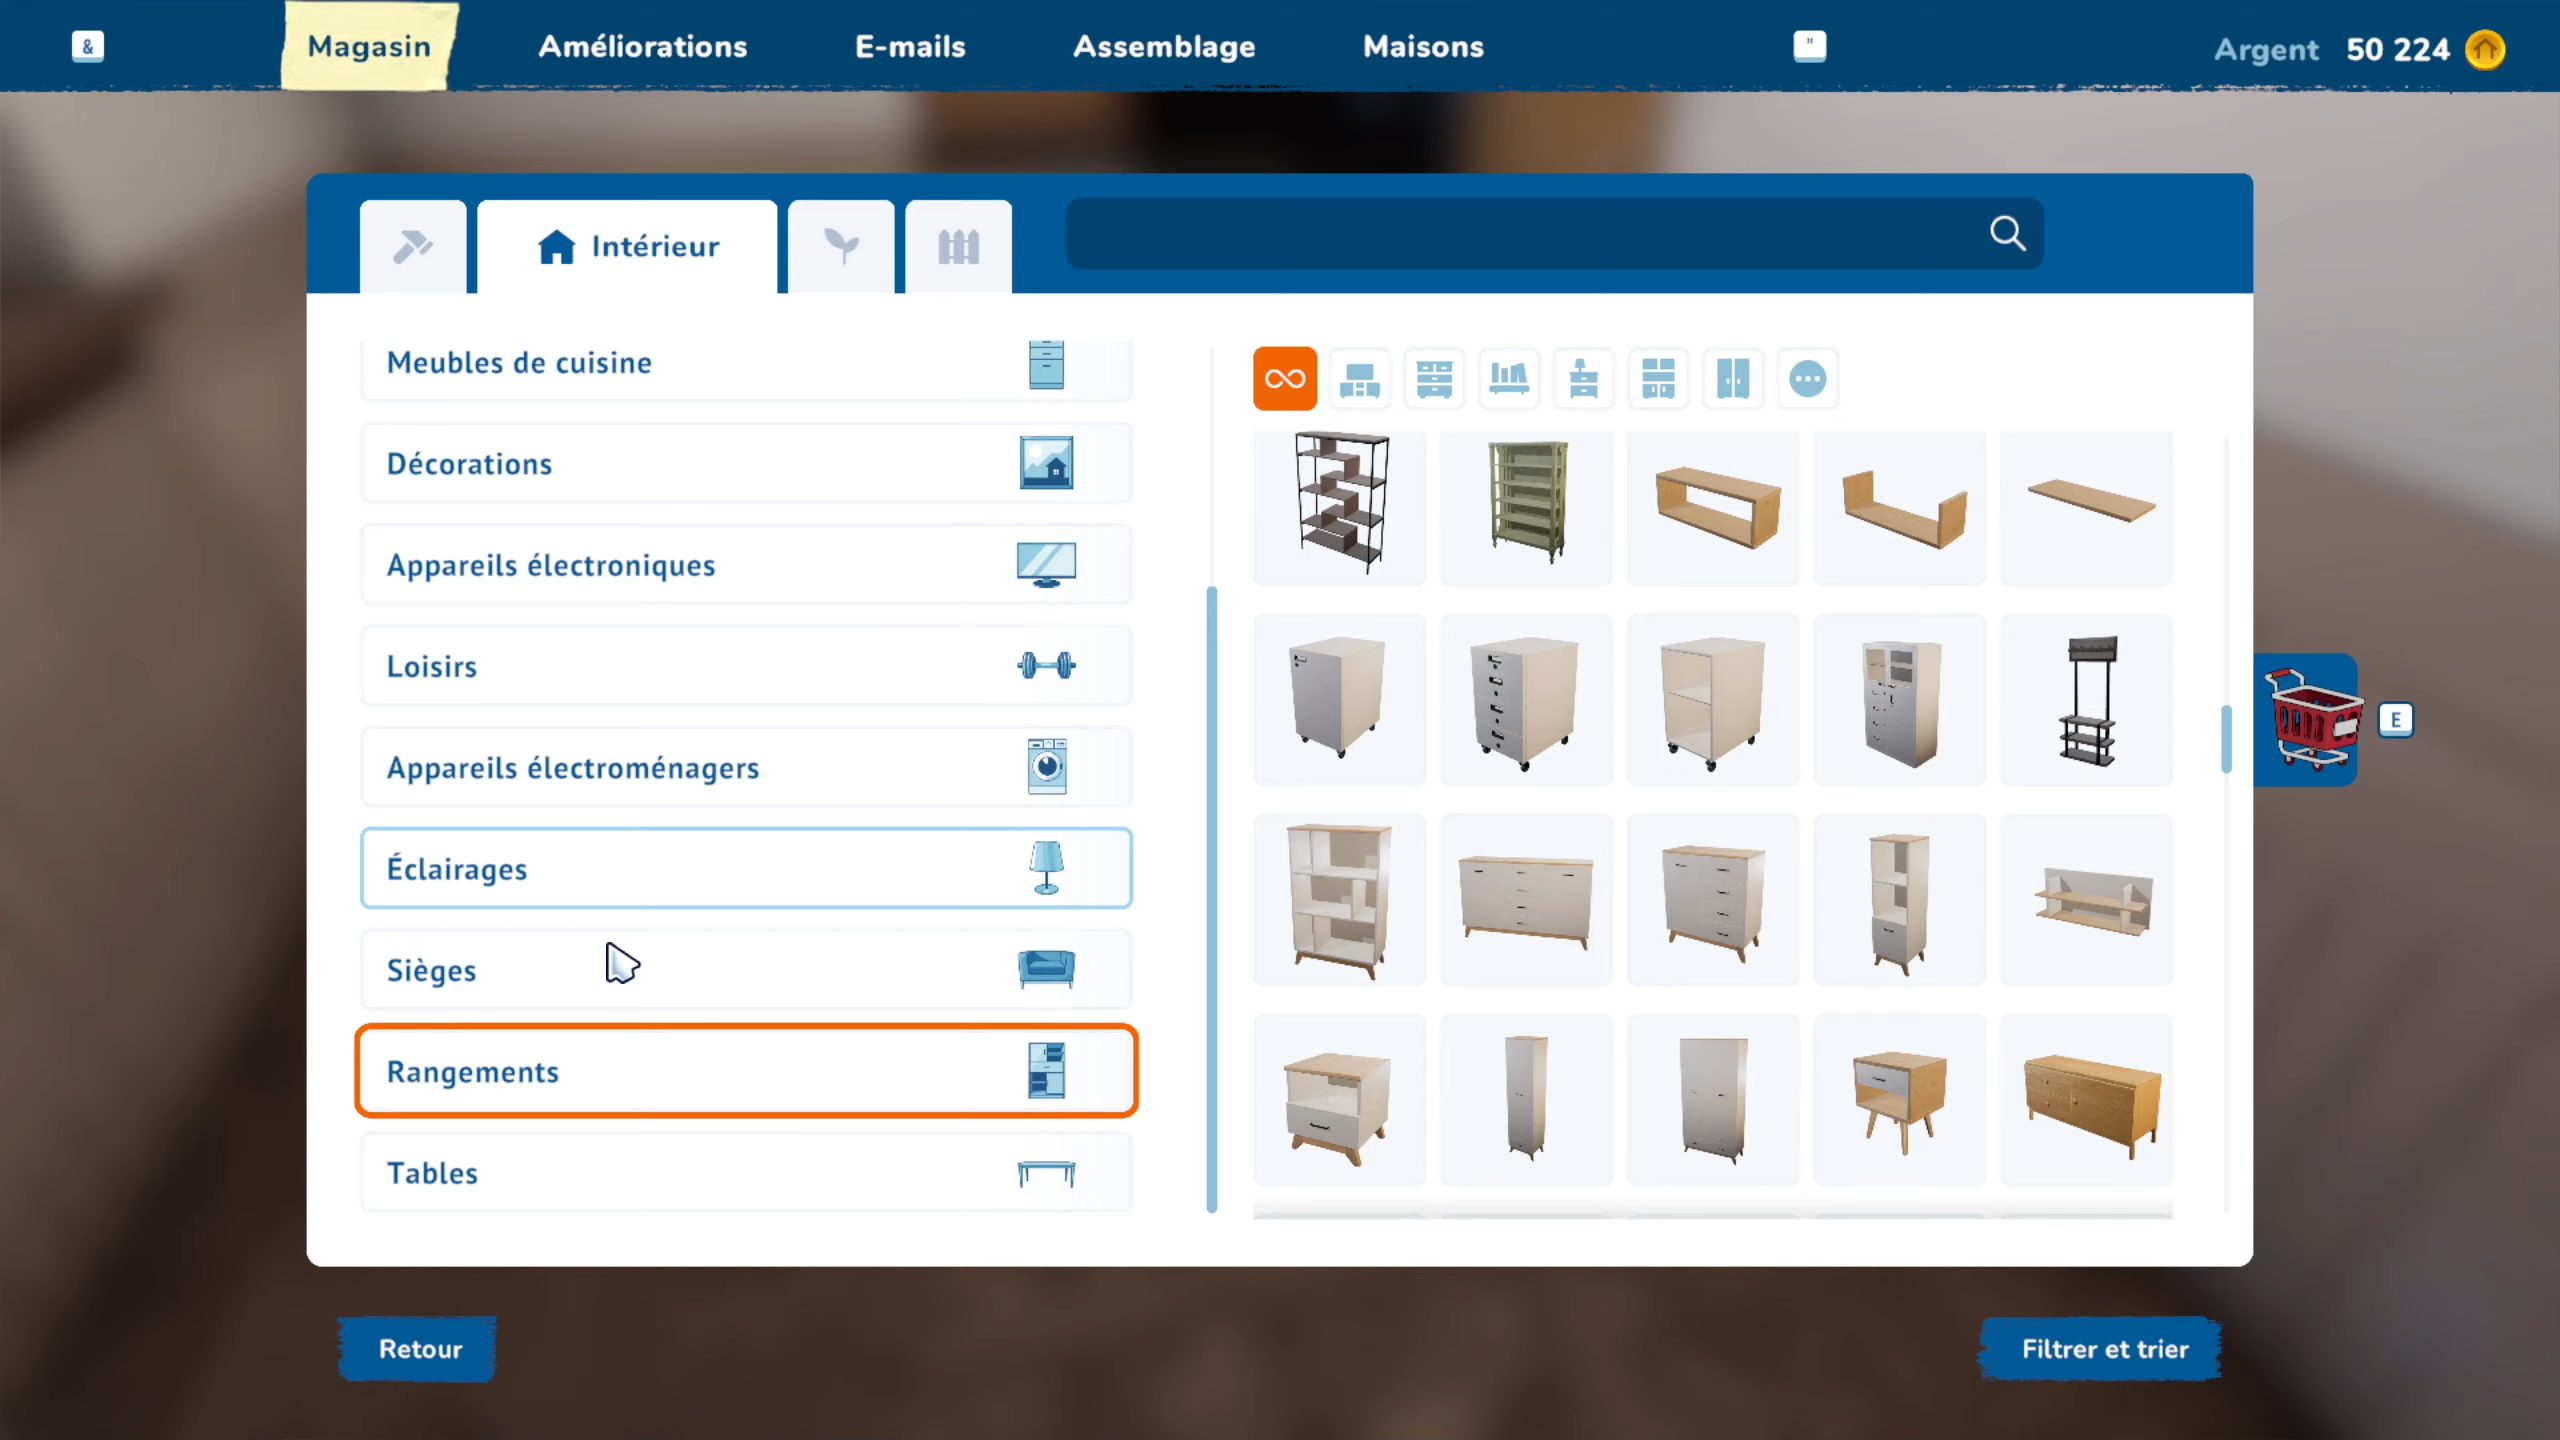 &
Magasin
Améliorations
E-mails
Assemblage
Maisons
"
Argent 50 224
Intérieur
Meubles de cuisine
Décorations
Appareils électroniques
Loisirs
Appareils électroménagers
Éclairages
Sièges
Rangements
Tables
E
Retour
Filtrer et trier